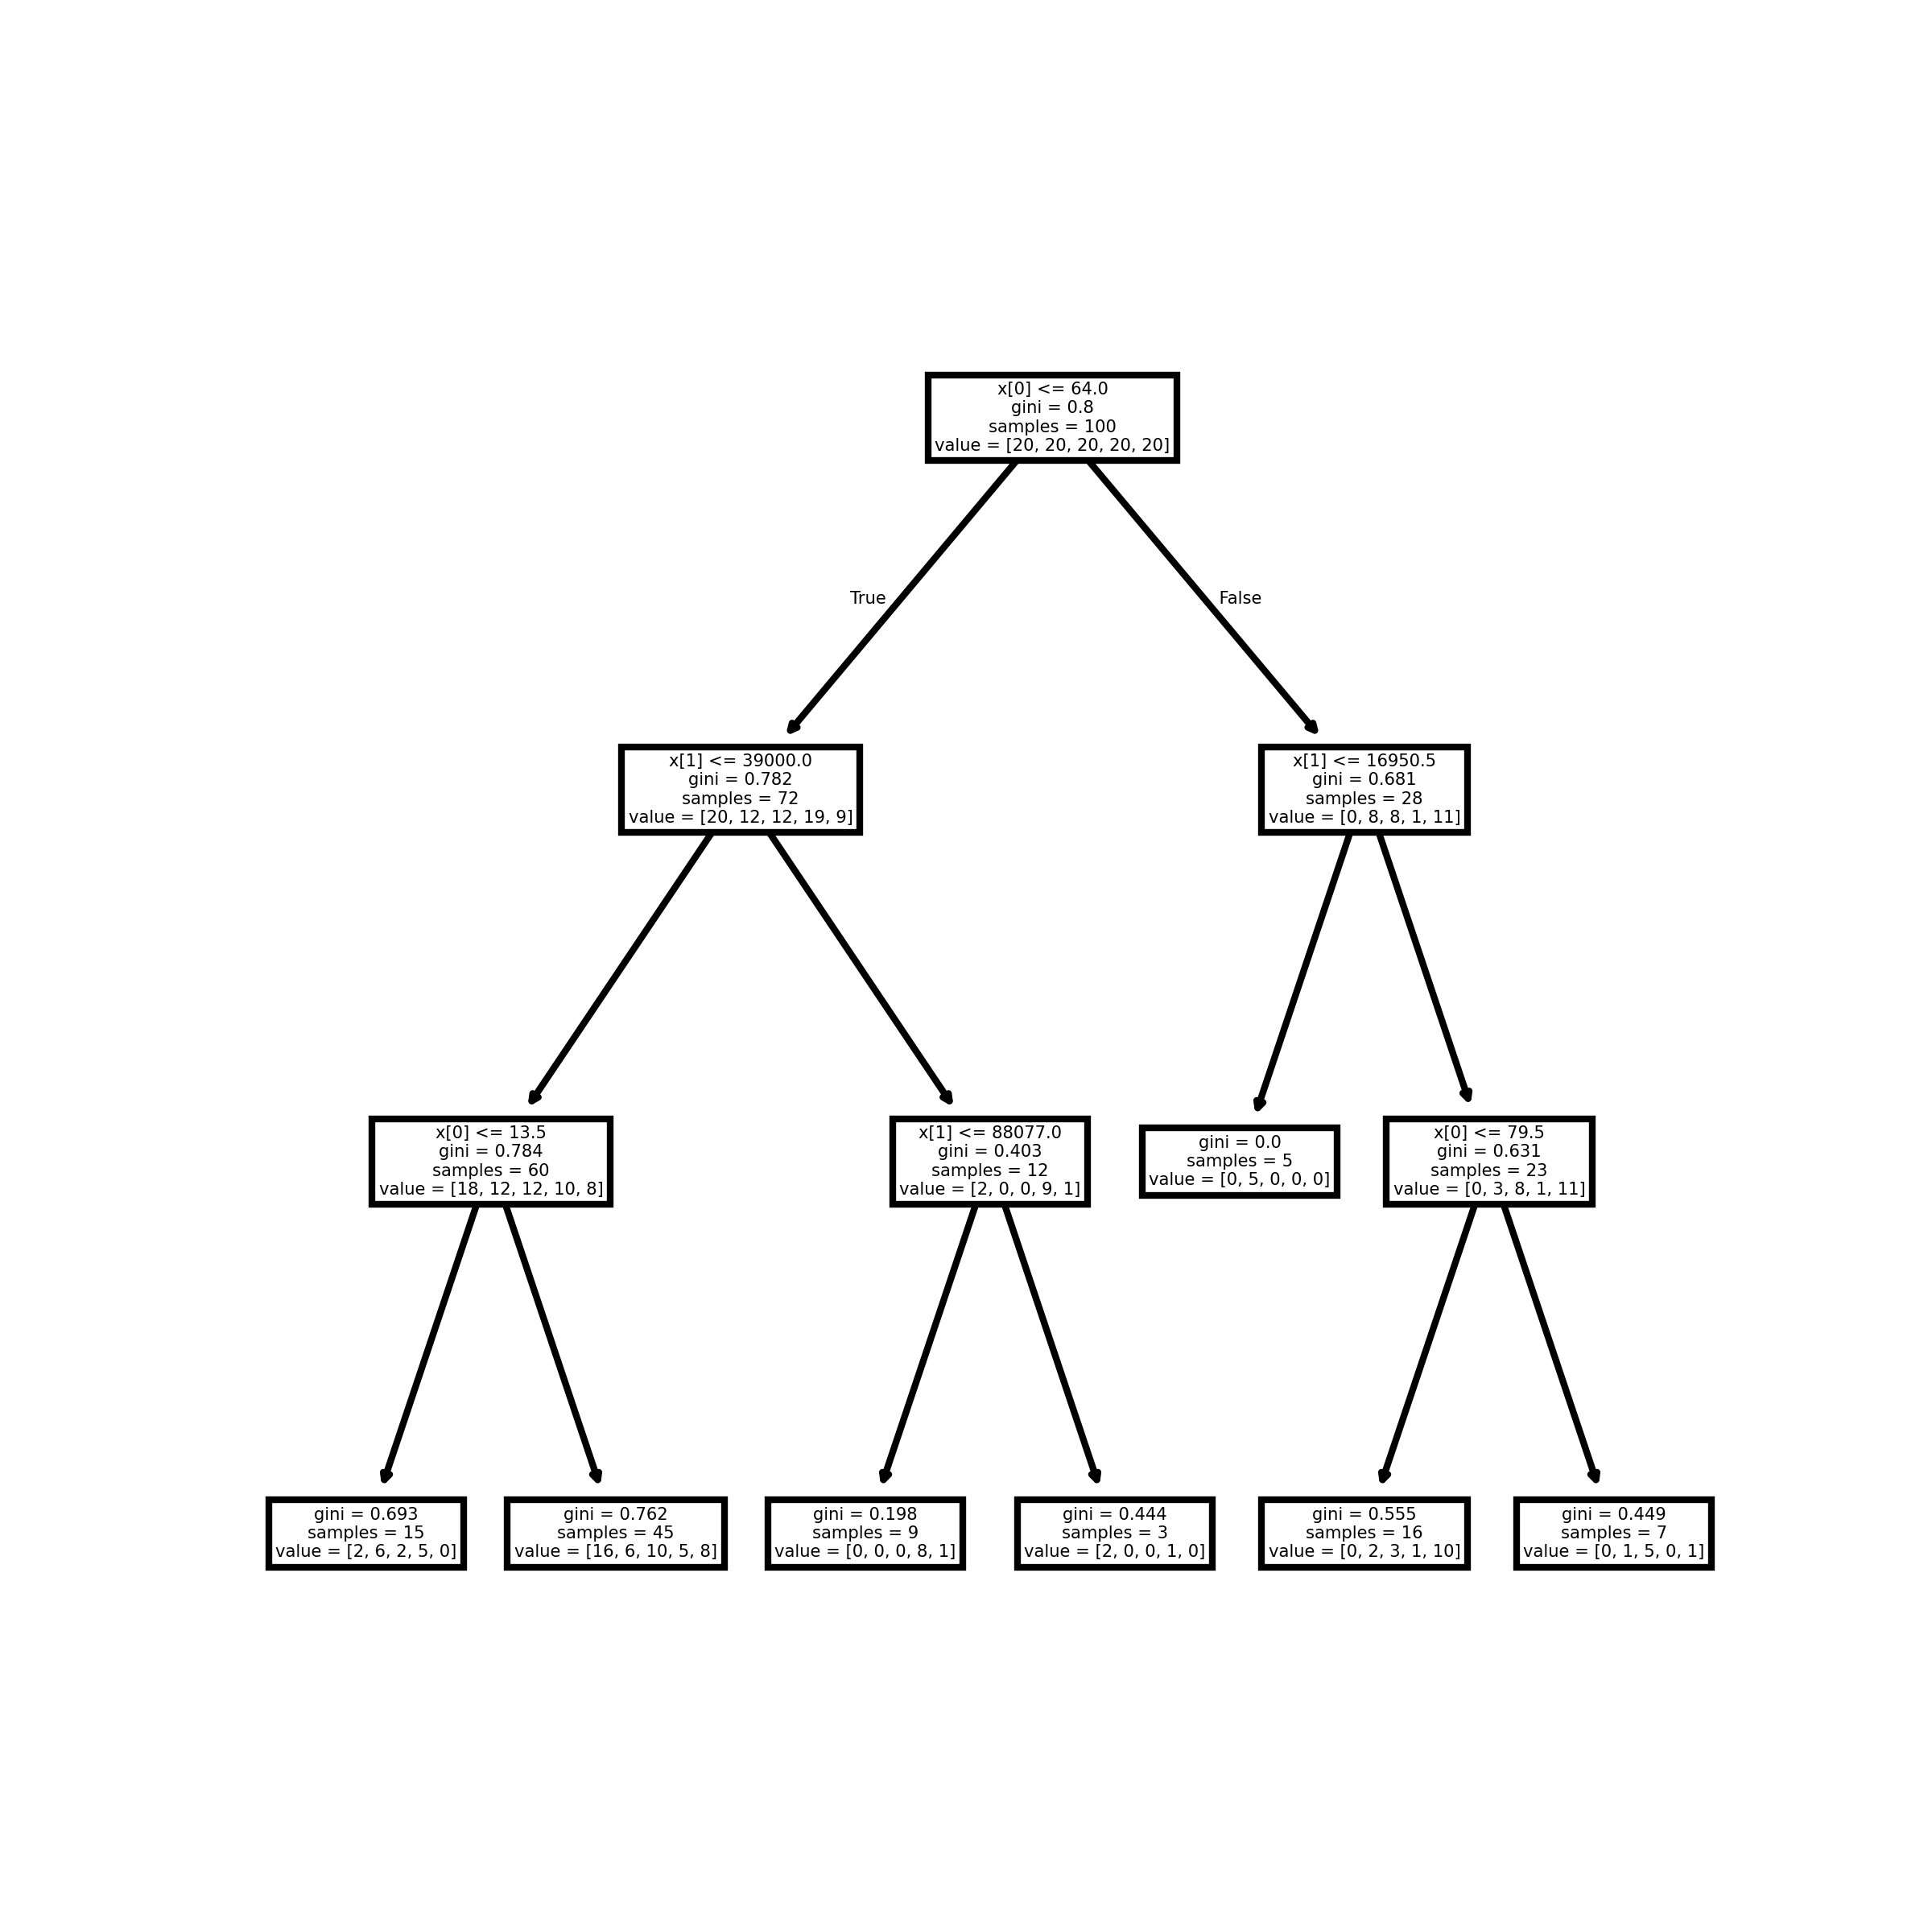 x[0] <= 64.0
gini = 0.8
samples = 100
value = [20, 20, 20, 20, 20]
True
False
x[1] <= 39000.0
gini = 0.782
samples = 72
value = [20, 12, 12, 19, 9]
x[1] <= 16950.5
gini = 0.681
samples = 28
value = [0, 8, 8, 1, 11]
x[0] <= 13.5
gini = 0.784
samples = 60
value = [18, 12, 12, 10, 8]
x[1] <= 88077.0
gini = 0.403
samples = 12
value = [2, 0, 0, 9, 1]
gini = 0.0
samples = 5
value = [0, 5, 0, 0, 0]
x[0] <= 79.5
gini = 0.631
samples = 23
value = [0, 3, 8, 1, 11]
gini = 0.693
samples = 15
value = [2, 6, 2, 5, 0]
gini = 0.762
samples = 45
value = [16, 6, 10, 5, 8]
gini = 0.198
samples = 9
value = [0, 0, 0, 8, 1]
gini = 0.444
samples = 3
value = [2, 0, 0, 1, 0]
gini = 0.555
samples = 16
value = [0, 2, 3, 1, 10]
gini = 0.449
samples = 7
value = [0, 1, 5, 0, 1]